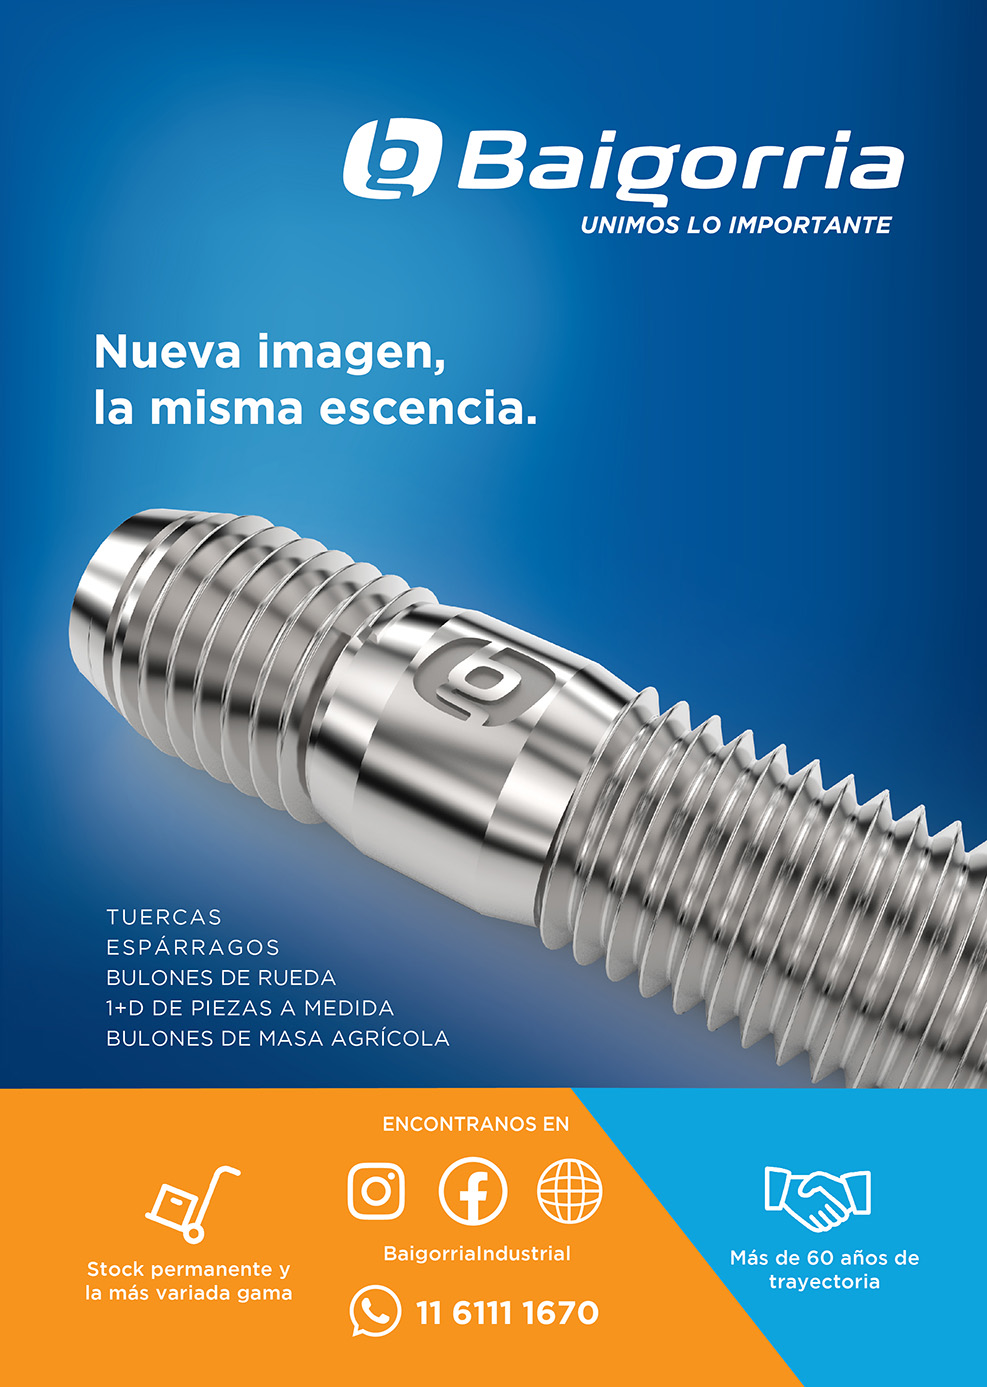 Baigorria
UNIMOS LO IMPORTANTE
Nueva imagen,
la misma escencia.
TUERCAS
ESPÁRRAGOS
BULONES DE RUEDA
1+D DE PIEZAS A MEDIDA
BULONES DE MASA AGRÍCOLA
ENCONTRANOS EN
BaigorriaIndustrial
11 6111 1670
Stock permanente y
la más variada gama
Más de 60 años de
trayectoria